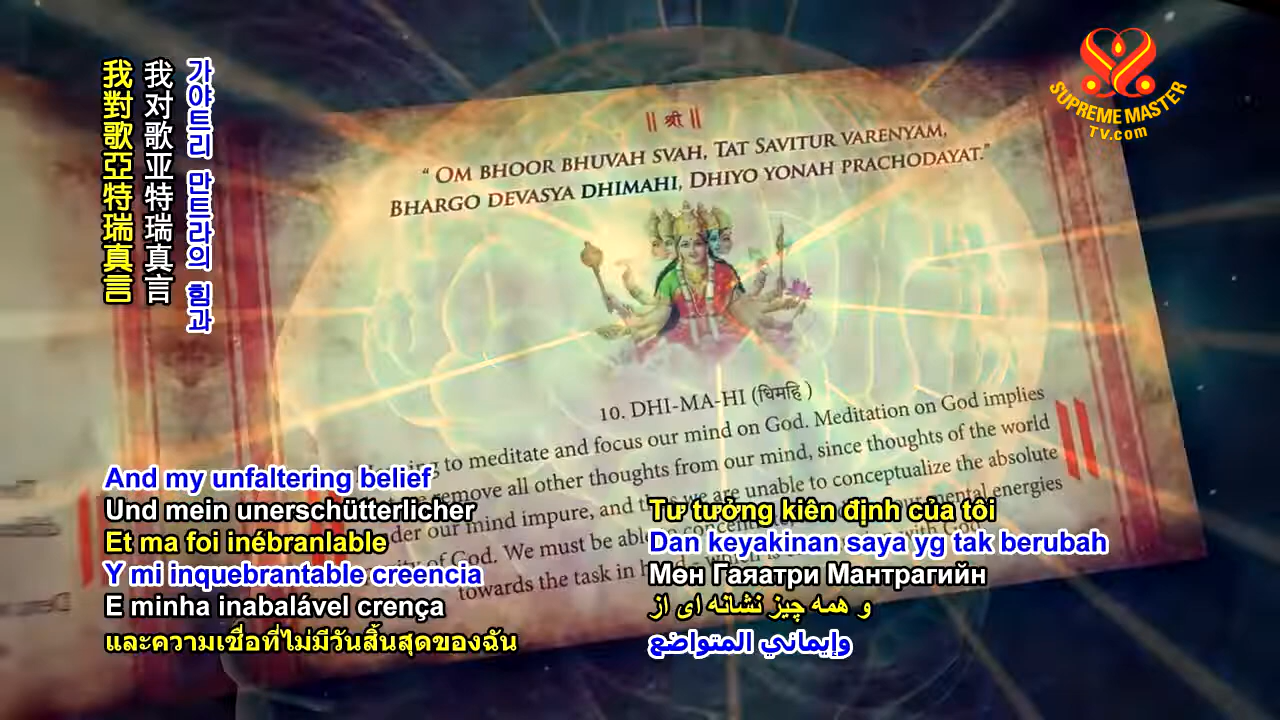 가야트리 만트라의 힘과
我对歌亚特瑞真言
我對歌亞特瑞真言
SUPREME MASTER
TV.com
॥ श्री ॥
“ OM BHOOR BHUVAH SVAH, TAT SAVITUR VARENYAM,
BHARGO DEVASYA DHIMAHI, DHIYO YONAH PRACHODAYAT.”
10. DHI-MA-HI (धिमहि )
to meditate and focus our mind on God. Meditation on God implies
remove all other thoughts from our mind, since thoughts of the world
der our mind impure, and we are unable to conceptualize the absolute
of God. We must be able mental energies
towards the task in with God
And my unfaltering belief
Und mein unerschütterlicher
Et ma foi inébranlable
Y mi inquebrantable creencia
E minha inabalável crença
และความเชื่อที่ไม่มีวันสิ้นสุดของฉัน
Tư tưởng kiên định của tôi
Dan keyakinan saya yg tak berubah
Мөн Гаяатри Мантрагийн
و همه چیز نشانه ای از
وإيماني المتواضع